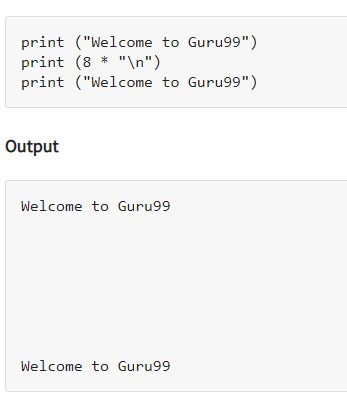 print ("Welcome to Guru99")
print (8 * "\n")
print ("Welcome to Guru99")
Output
Welcome to Guru99
Welcome to Guru99